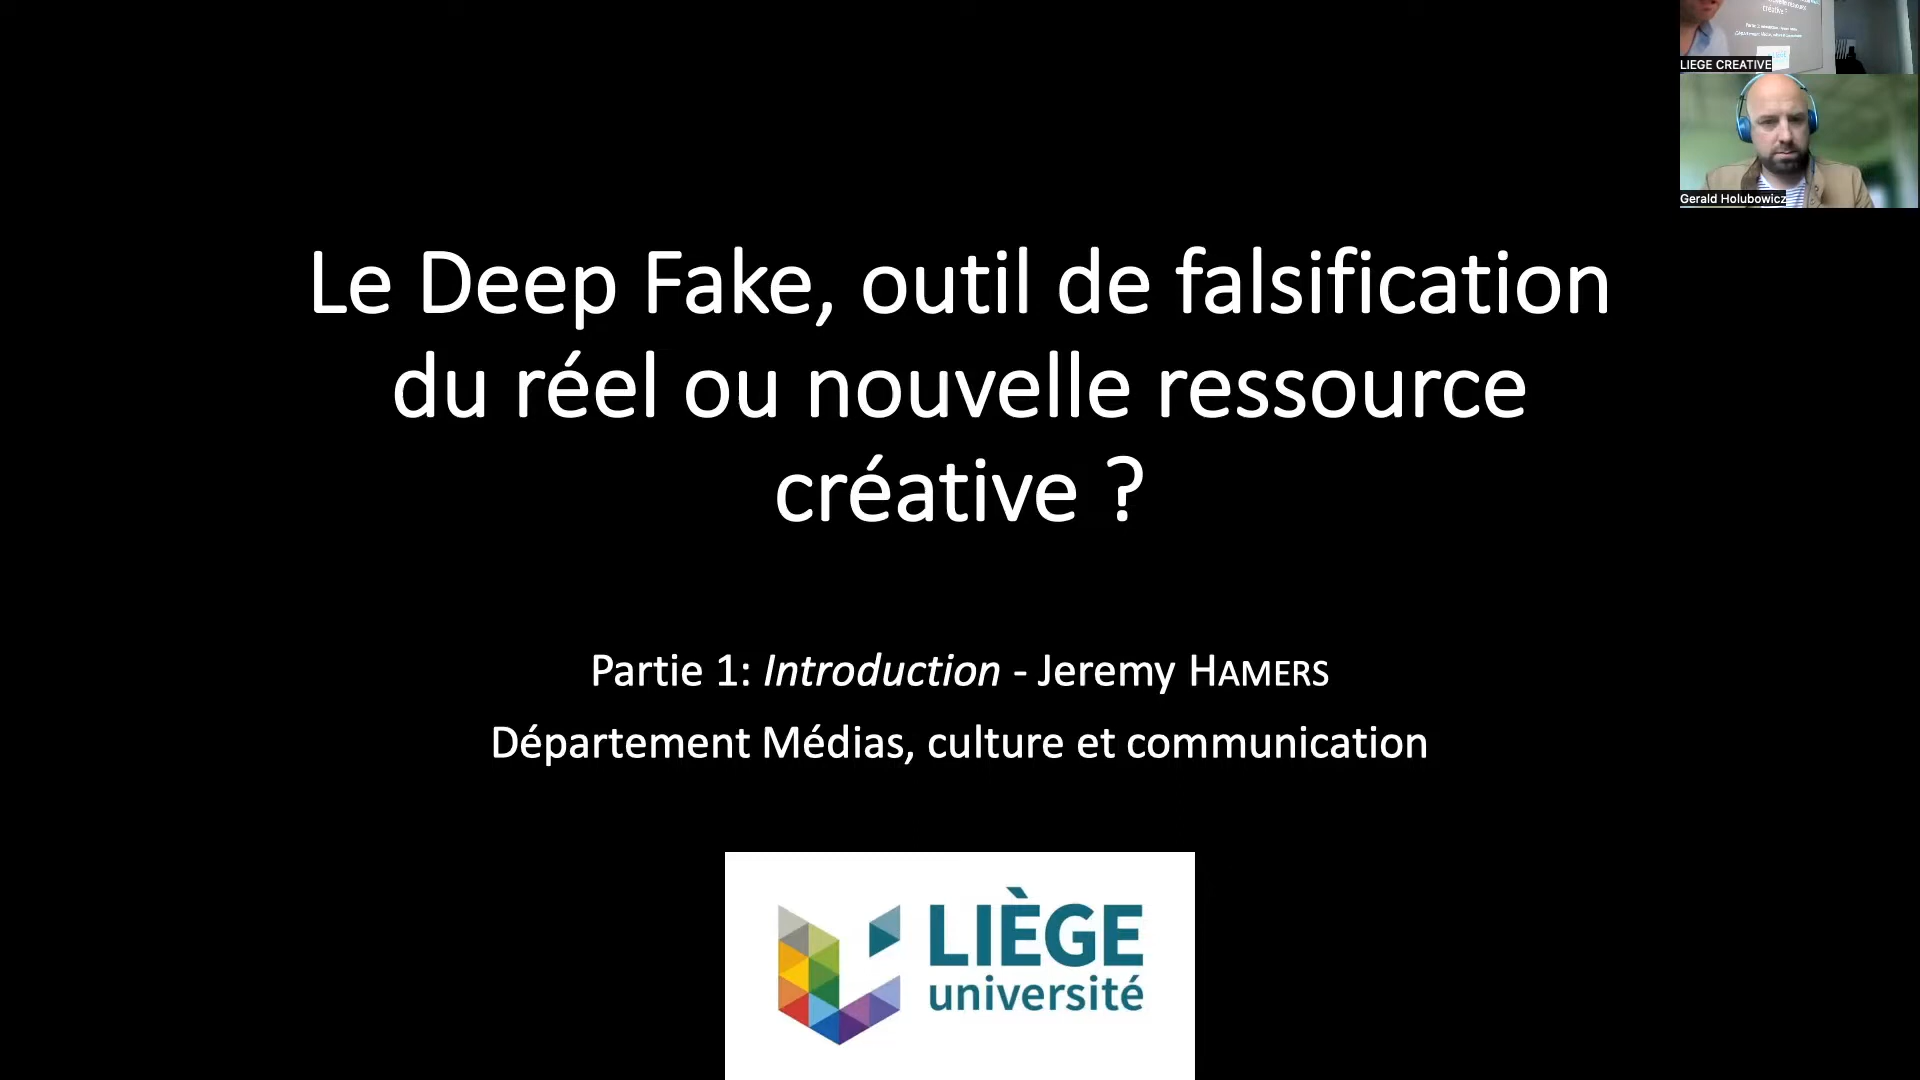 LIEGE CREATIVE
Gerald Holubowicz
Le Deep Fake, outil de falsification
du réel ou nouvelle ressource
créative ?
Partie 1: Introduction - Jeremy HAMERS
Département Médias, culture et communication
LIÈGE
université